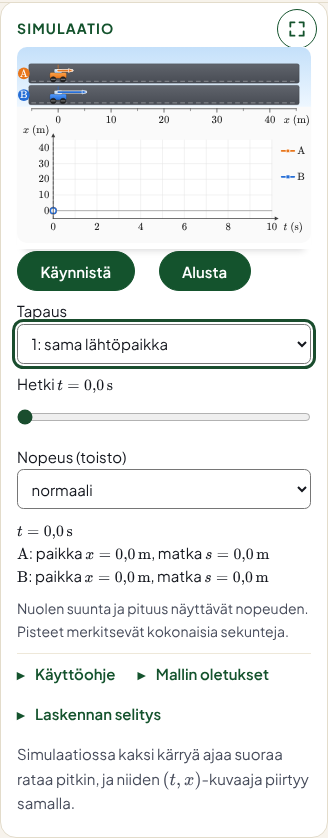 SIMULAATIO
A
B
0 10 20 30 40 x (m)
x (m)
40
30
20
10
0
0 2 4 6 8 10 t (s)
A
B
Käynnistä Alusta
Tapaus
1: sama lähtöpaikka
Hetki t = 0,0 s
Nopeus (toisto)
normaali
t = 0,0 s
A: paikka x = 0,0 m, matka s = 0,0 m
B: paikka x = 0,0 m, matka s = 0,0 m
Nuolen suunta ja pituus näyttävät nopeuden.
Pisteet merkitsevät kokonaisia sekunteja.
► Käyttöohje ► Mallin oletukset
► Laskennan selitys
Simulaatiossa kaksi kärryä ajaa suoraa
rataa pitkin, ja niiden (t, x)-kuvaaja piirtyy
samalla.